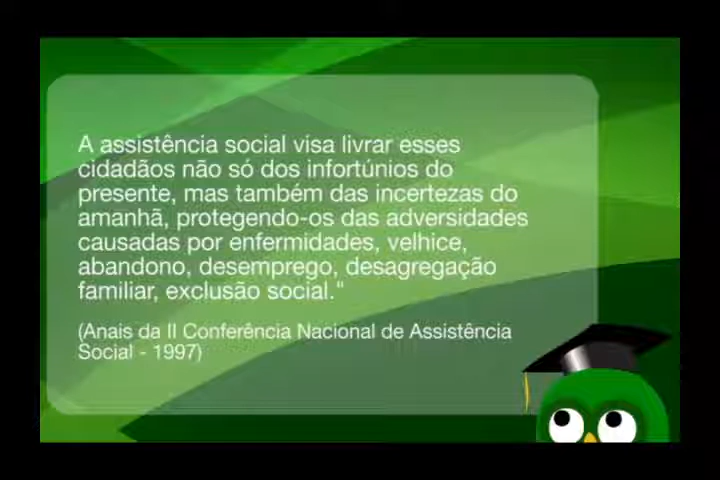 A assistência social visa livrar esses
cidadãos não só dos infortúnios do
presente, mas também das incertezas do
amanhã, protegendo-os das adversidades
causadas por enfermidades, velhice,
abandono, desemprego, desagregação
familiar, exclusão social."
(Anais da II Conferência Nacional de Assistência
Social - 1997)